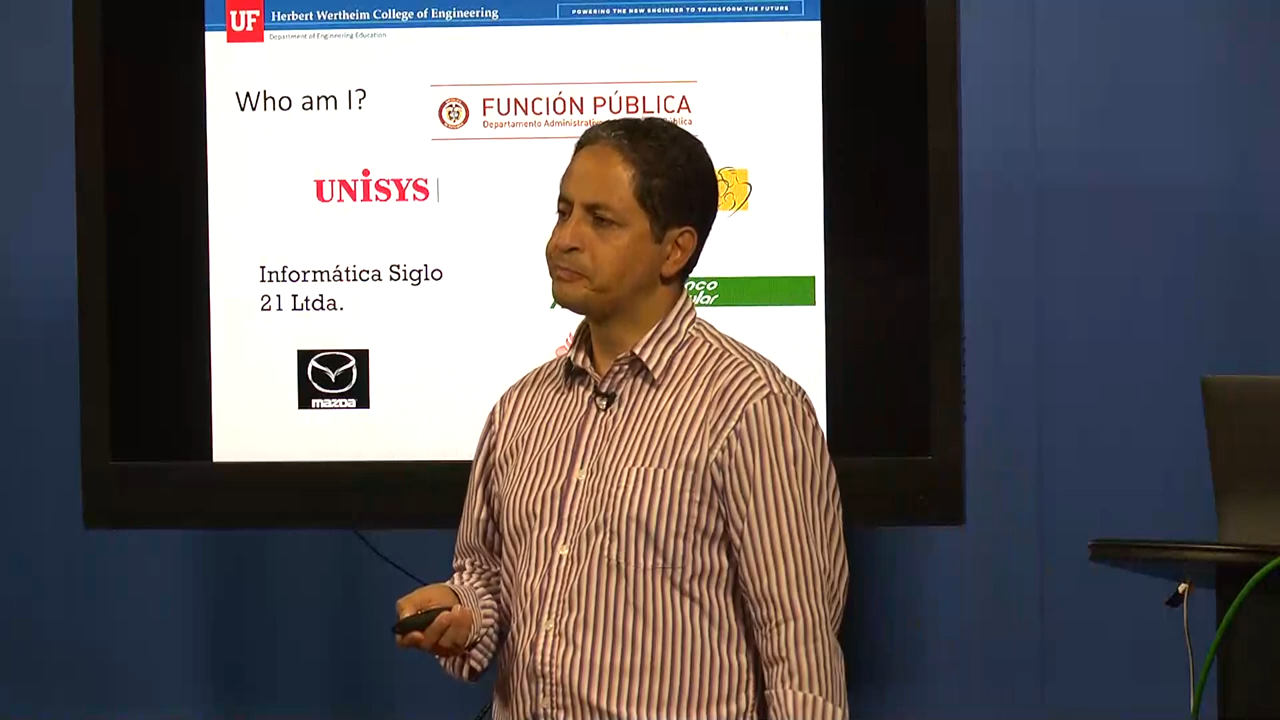 UF
Herbert Wertheim College of Engineering
POWERING THE NEW ENGINEER TO TRANSFORM THE FUTURE
Department of Engineering Education
Who am I?
FUNCIÓN PÚBLICA
Departamento Administrativo
UNISYS
Informática Siglo
21 Ltda.
mazda